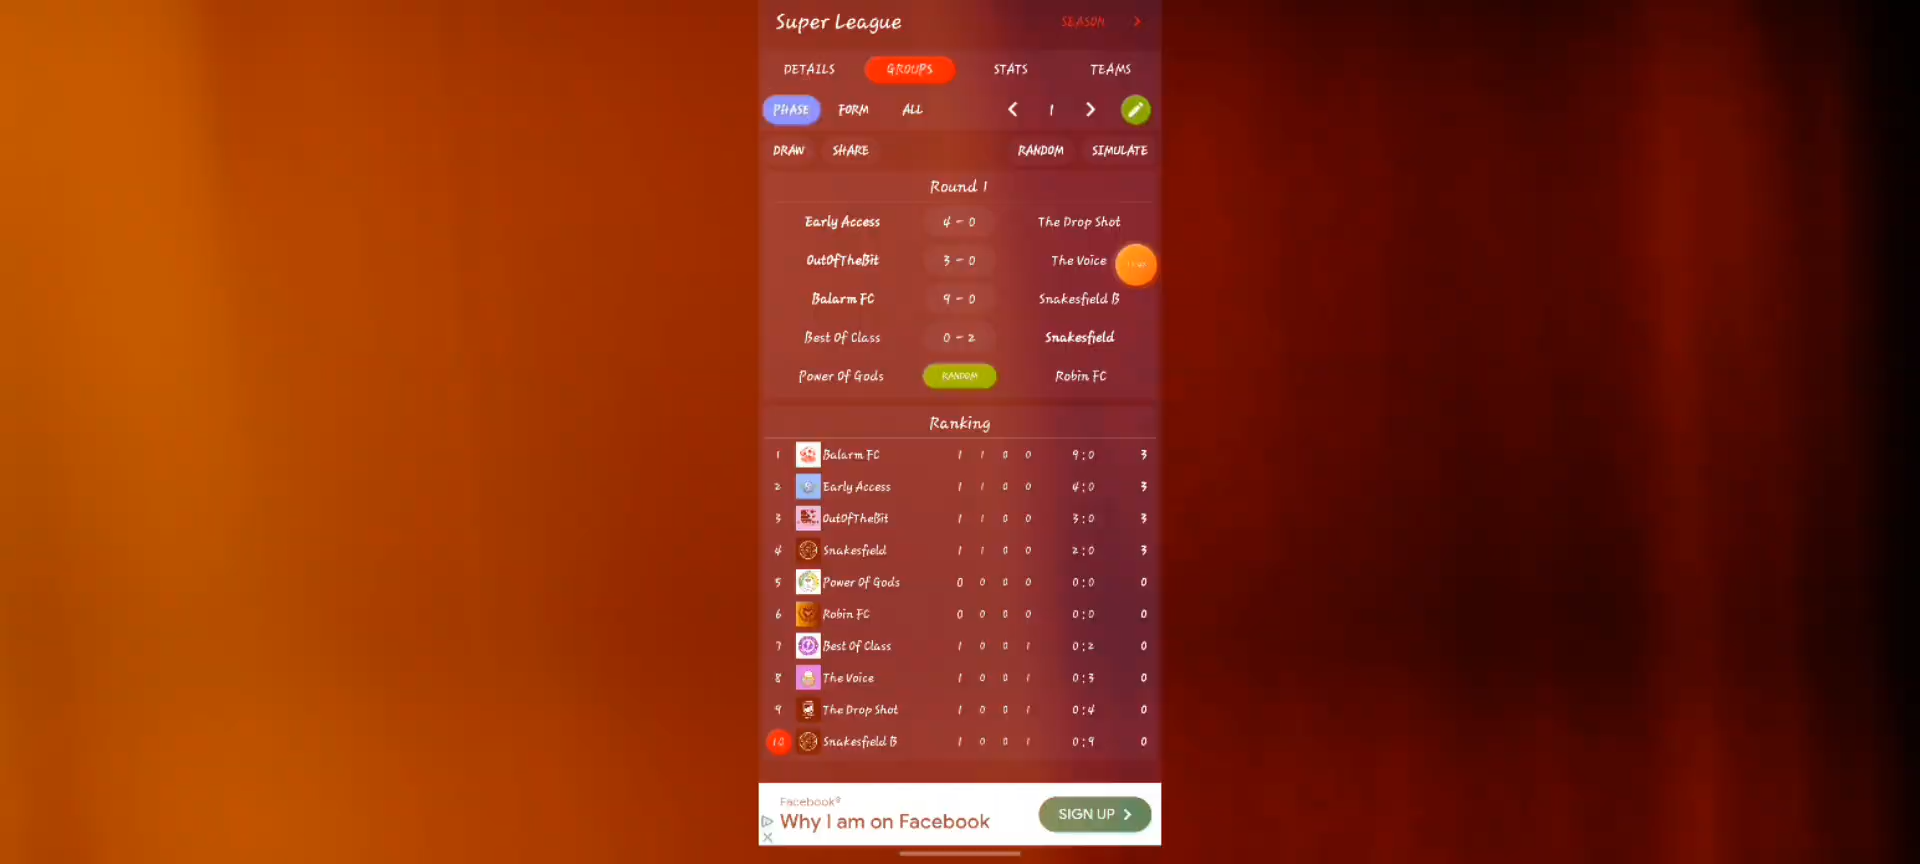 Super League SEASON >
DETAILS GROUPS STATS TEAMS
PHASE FORM ALL < 1 >
DRAW SHARE RANDOM SIMULATE
Round 1
Early Access 4 - 0 The Drop Shot
OutOfTheBit 3 - 0 The Voice
Balarm FC 9 - 0 Snakesfield B
Best Of Class 0 - 2 Snakesfield
Power Of Gods RANDOM Robin FC
Ranking
1 Balarm FC 1 1 0 0 9:0 3
2 Early Access 1 1 0 0 4:0 3
3 OutOfTheBit 1 1 0 0 3:0 3
4 Snakesfield 1 1 0 0 2:0 3
5 Power Of Gods 0 0 0 0 0:0 0
6 Robin FC 0 0 0 0 0:0 0
7 Best Of Class 1 0 0 1 0:2 0
8 The Voice 1 0 0 1 0:3 0
9 The Drop Shot 1 0 0 1 0:4 0
10 Snakesfield B 1 0 0 1 0:9 0
Facebook®
Why I am on Facebook
SIGN UP >